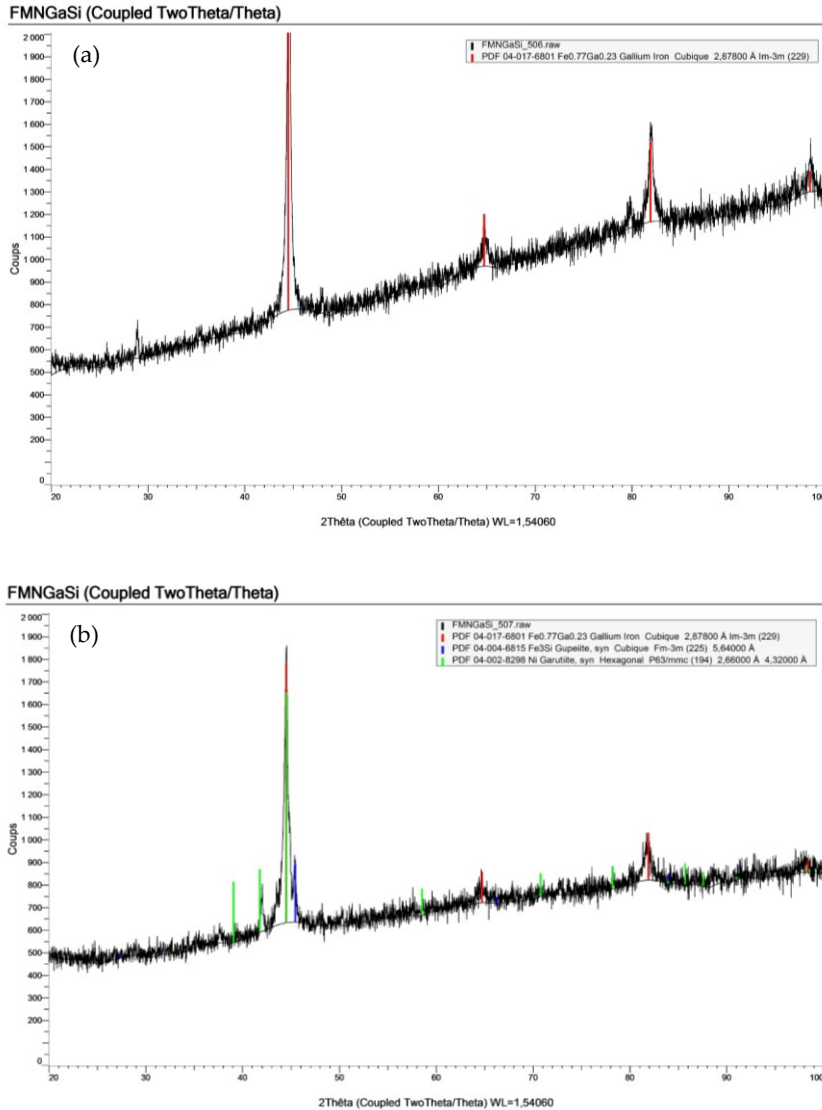 FMNGaSi (Coupled TwoTheta/Theta)
(a)
FMNGaSi_506.raw
PDF 04-017-6801 Fe0.77Ga0.23 Gallium Iron Cubique 2,87800 Å Im-3m (229)
2 000
1 900
1 800
1 700
1 600
1 500
1 400
1 300
1 200
1 100
1 000
900
800
700
600
500
400
300
200
0
Coups
20 30 40 50 60 70 80 90 100
2Thêta (Coupled TwoTheta/Theta) WL=1,54060
FMNGaSi (Coupled TwoTheta/Theta)
(b)
FMNGaSi_507.raw
PDF 04-017-6801 Fe0.77Ga0.23 Gallium Iron Cubique 2,87800 Å Im-3m (229)
PDF 04-004-6815 Fe3Si Gupeiite, syn Cubique Fm-3m (225) 5,64000 Å
PDF 04-002-8298 Ni Garutiite, syn Hexagonal P63/mmc (194) 2,66000 Å 4,32000 Å
2 000
1 900
1 800
1 700
1 600
1 500
1 400
1 300
1 200
1 100
1 000
900
800
700
600
500
400
300
200
0
Coups
20 30 40 50 60 70 80 90 100
2Thêta (Coupled TwoTheta/Theta) WL=1,54060